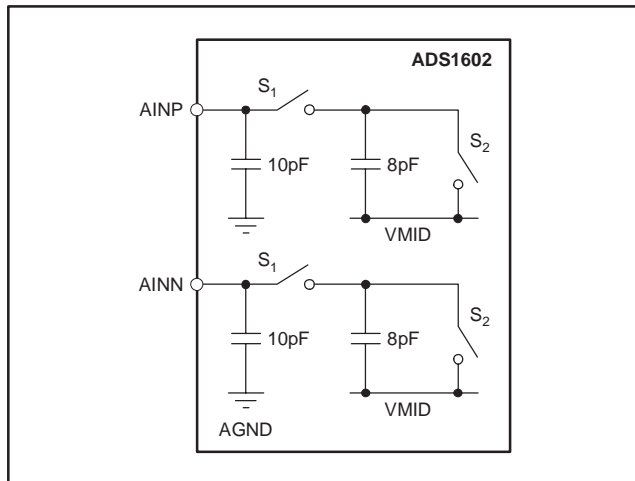 ADS1602
S1
AINP
S2
10pF
8pF
VMID
S1
AINN
S2
10pF
8pF
VMID
AGND